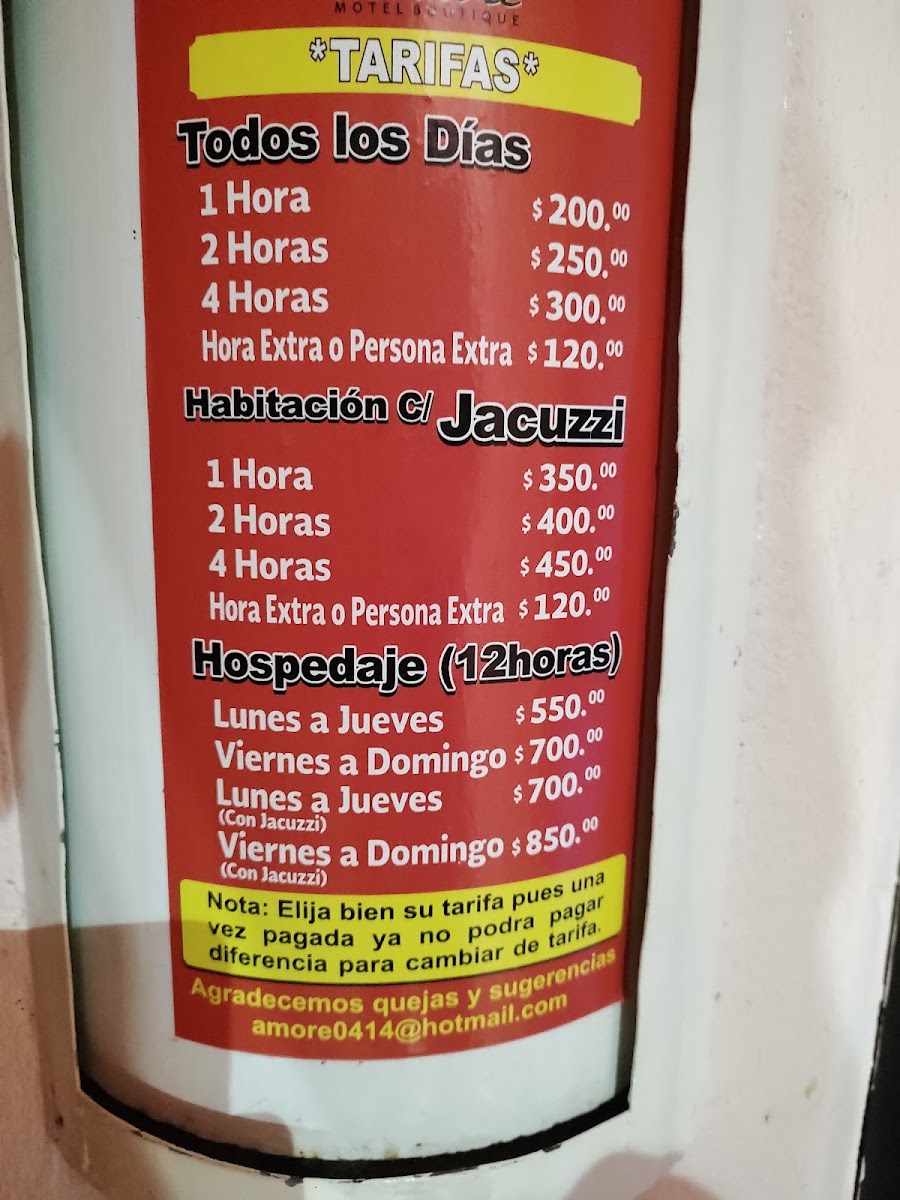 MOTEL BOUTIQUE
*TARIFAS*
Todos los Días
1 Hora $ 200.00
2 Horas $ 250.00
4 Horas $ 300.00
Hora Extra o Persona Extra $ 120.00
Habitación C/ Jacuzzi
1 Hora $ 350.00
2 Horas $ 400.00
4 Horas $ 450.00
Hora Extra o Persona Extra $ 120.00
Hospedaje (12horas)
Lunes a Jueves $ 550.00
Viernes a Domingo $ 700.00
Lunes a Jueves $ 700.00
(Con Jacuzzi)
Viernes a Domingo $ 850.00
(Con Jacuzzi)
Nota: Elija bien su tarifa pues una
vez pagada ya no podra pagar
diferencia para cambiar de tarifa.
Agradecemos quejas y sugerencias
amore0414@hotmail.com